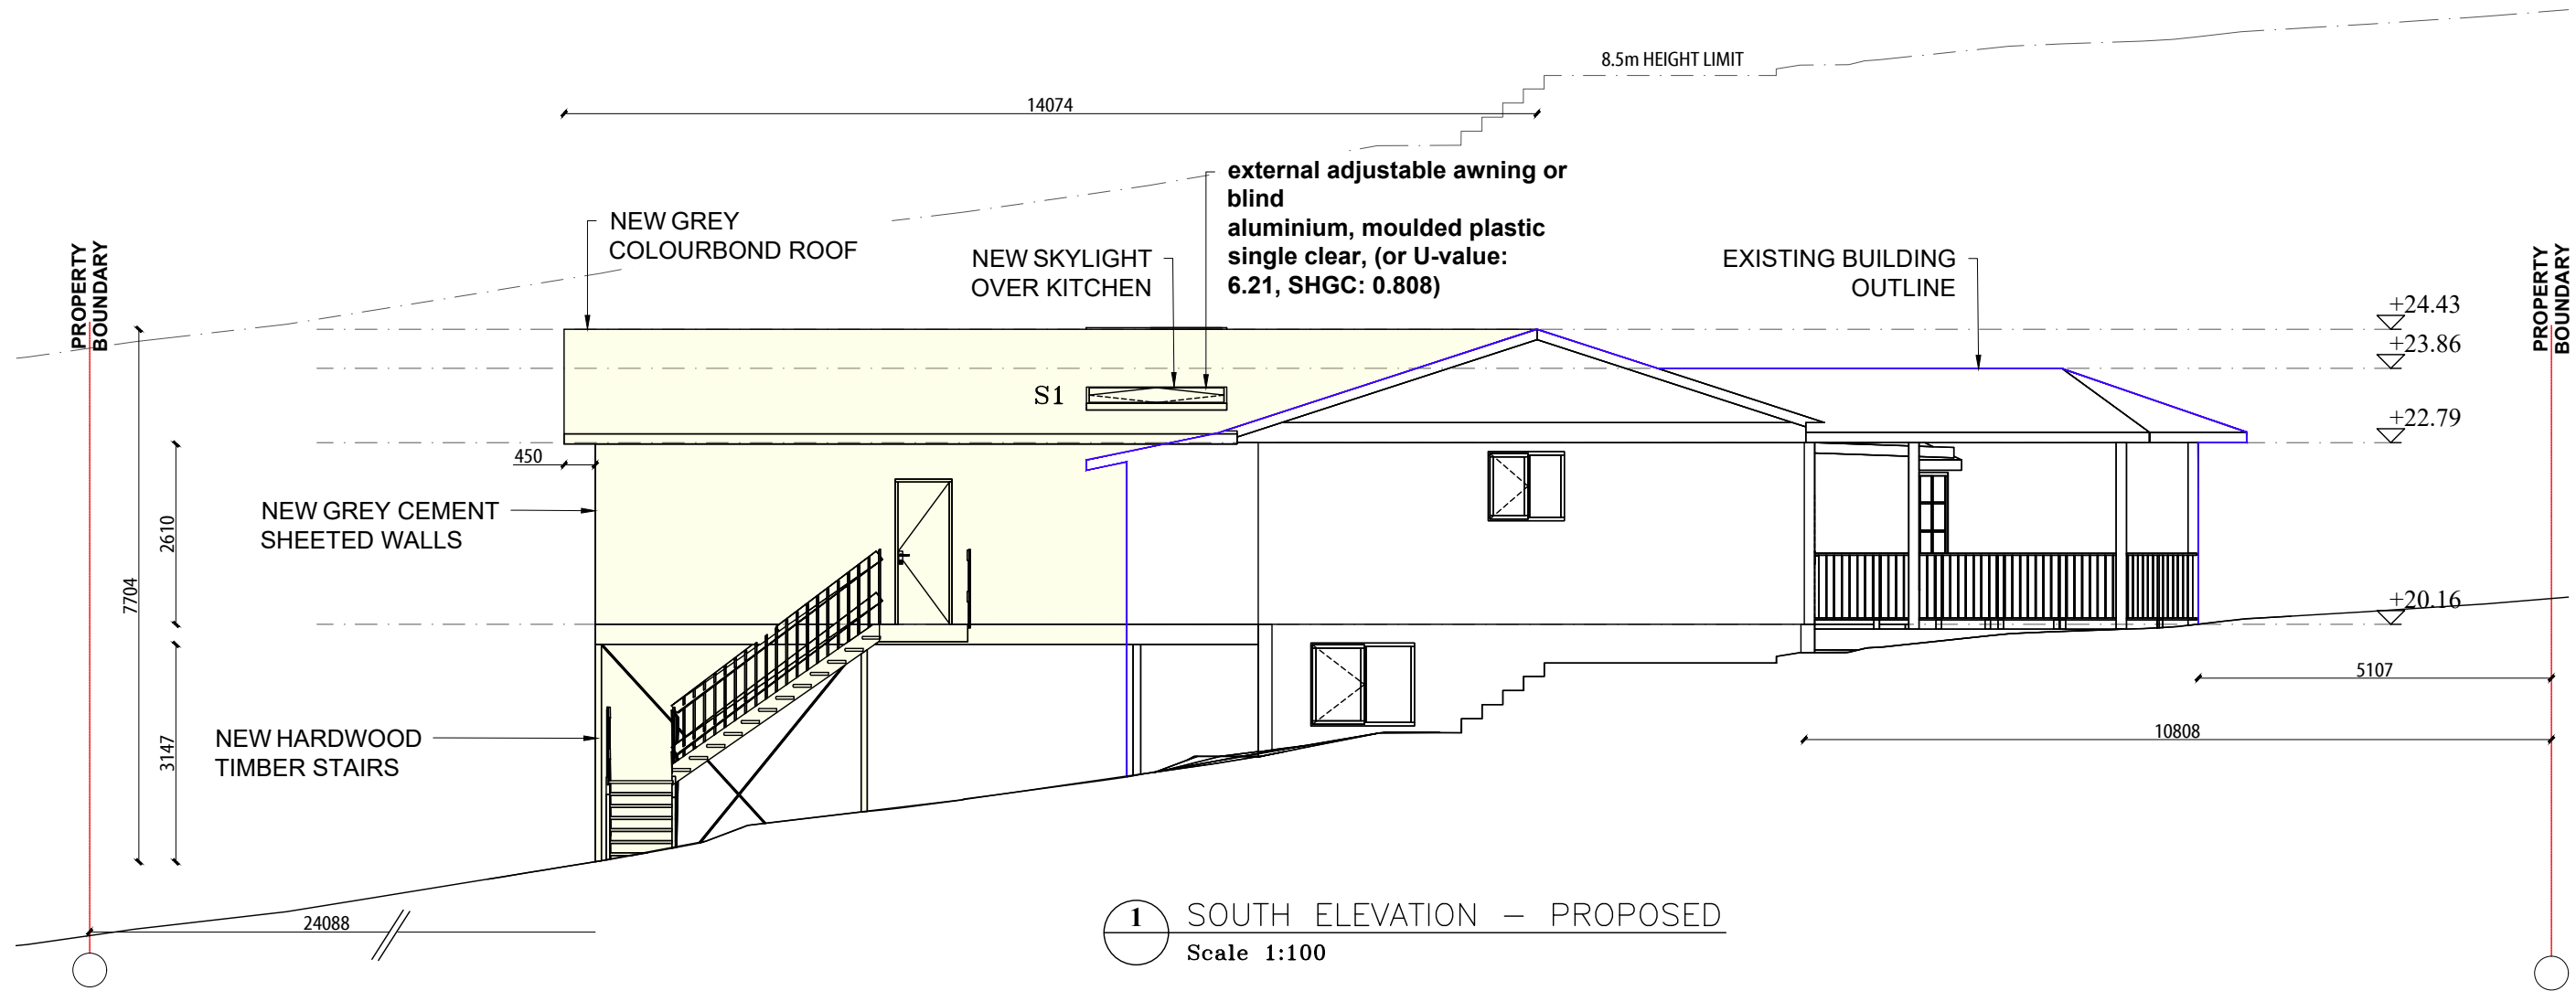 8.5m HEIGHT LIMIT
14074
external adjustable awning or
blind
aluminium, moulded plastic
single clear, (or U-value:
6.21, SHGC: 0.808)
NEW GREY
COLOURBOND ROOF
NEW SKYLIGHT
OVER KITCHEN
EXISTING BUILDING
OUTLINE
PROPERTY
BOUNDARY
PROPERTY
BOUNDARY
+24.43
+23.86
+22.79
+20.16
S1
450
NEW GREY CEMENT
SHEETED WALLS
2610
7704
3147
NEW HARDWOOD
TIMBER STAIRS
5107
10808
24088
1 SOUTH ELEVATION – PROPOSED
Scale 1:100